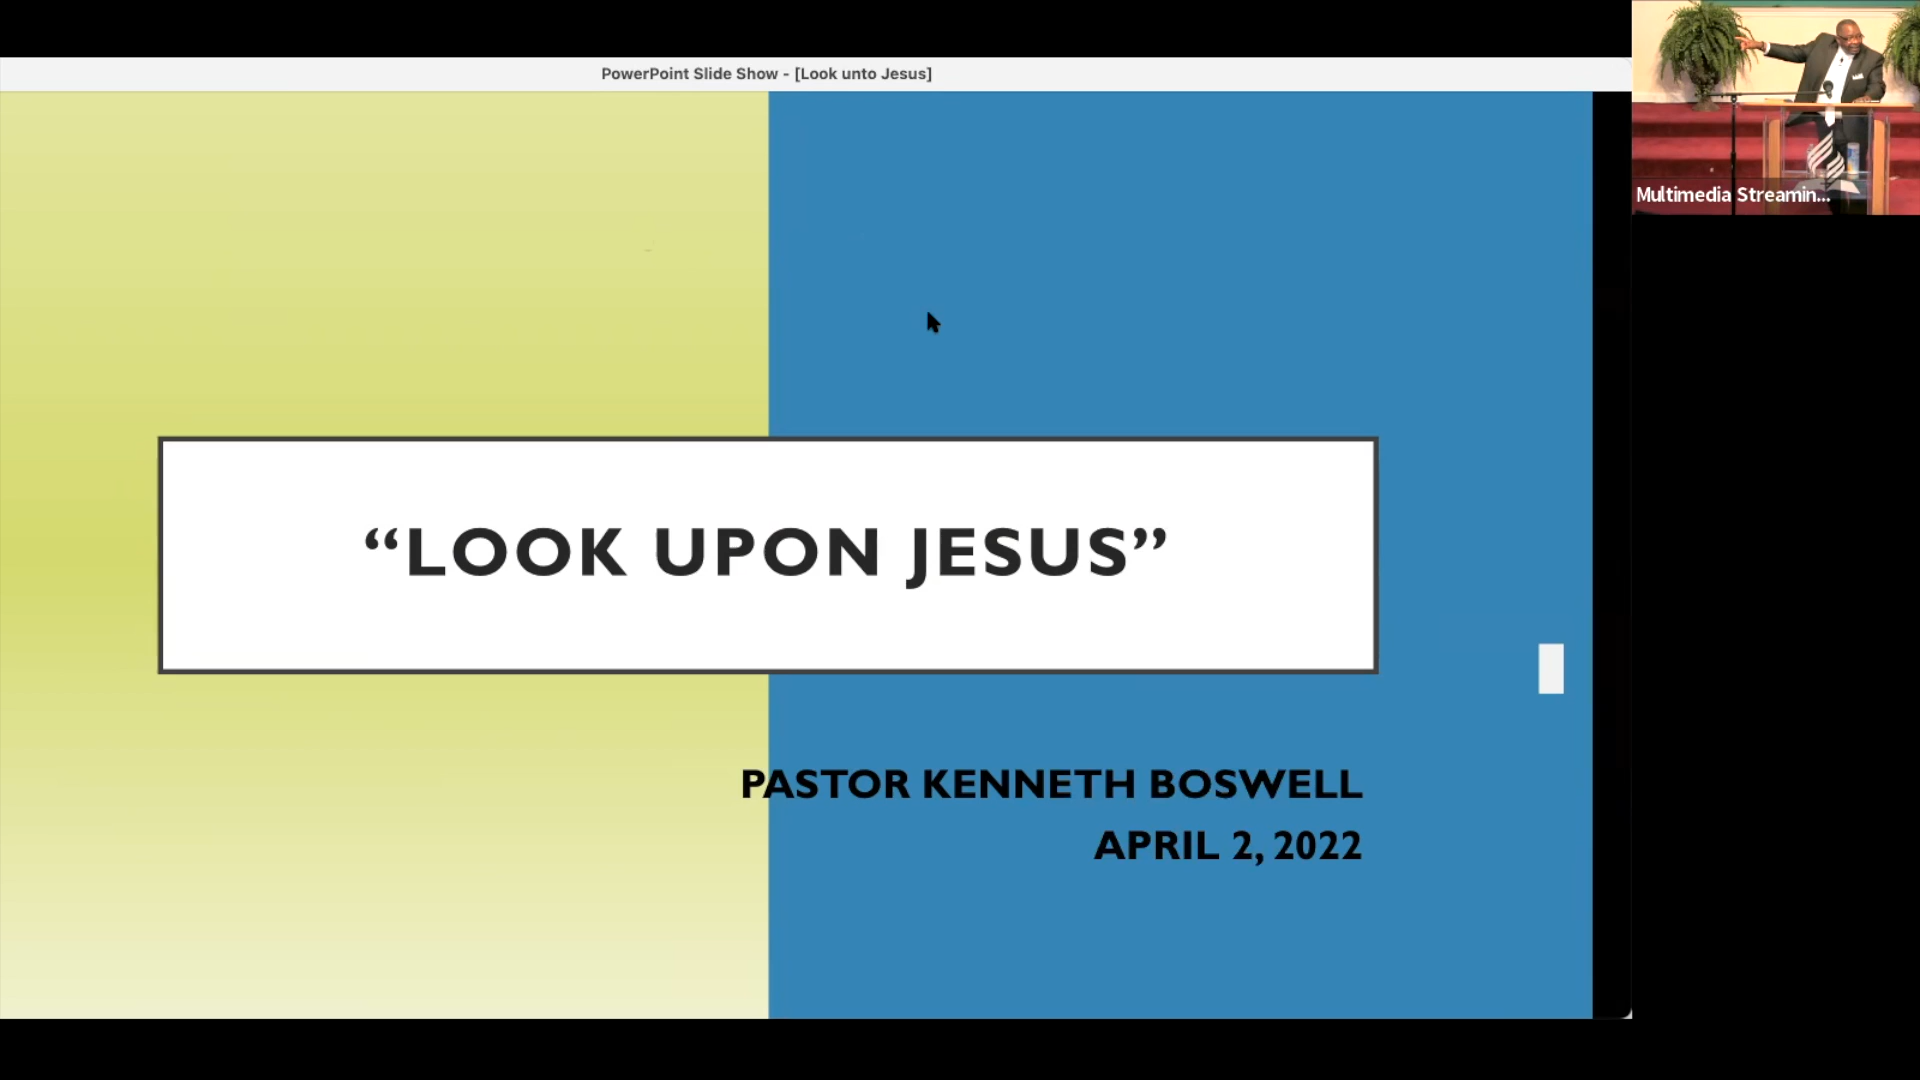 PowerPoint Slide Show - [Look unto Jesus]
Multimedia Streamin...
“LOOK UPON JESUS”
PASTOR KENNETH BOSWELL
APRIL 2, 2022